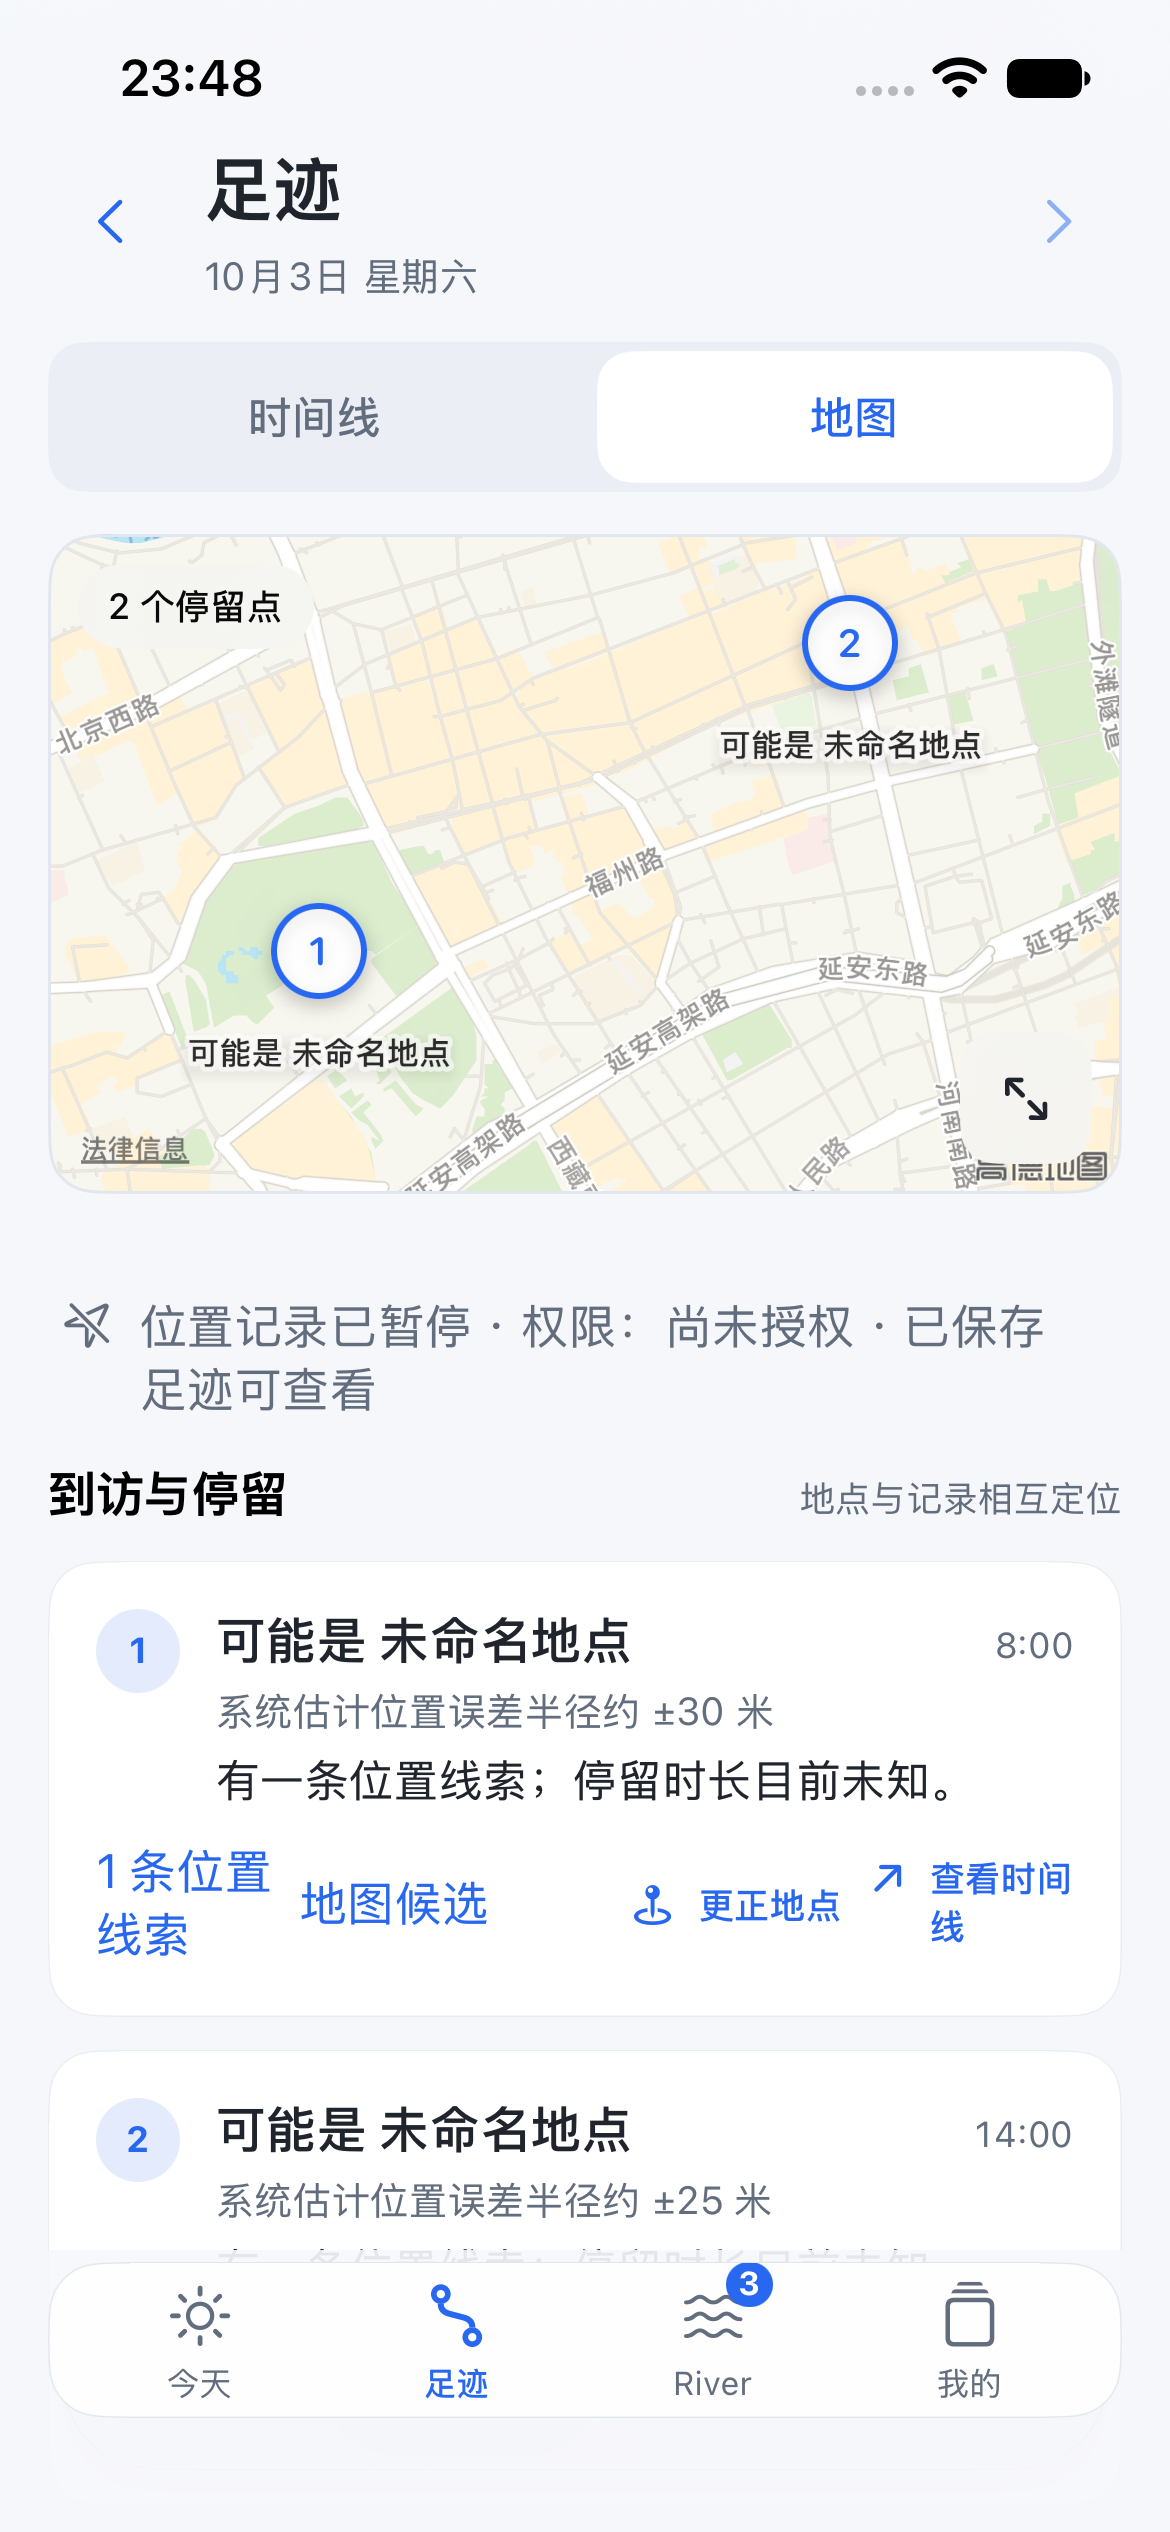 23:48
足迹
10月3日 星期六
时间线
地图
2 个停留点
2
可能是 未命名地点
外滩隧道
北京西路
福州路
1
可能是 未命名地点
延安东路
延安东路
延安高架路
延安高架路
法律信息
高德地图
位置记录已暂停 · 权限：尚未授权 · 已保存
足迹可查看
到访与停留
地点与记录相互定位
1
可能是 未命名地点
8:00
系统估计位置误差半径约 ±30 米
有一条位置线索；停留时长目前未知。
1 条位置
线索
地图候选
更正地点
查看时间
线
2
可能是 未命名地点
14:00
系统估计位置误差半径约 ±25 米
3
今天
足迹
River
我的